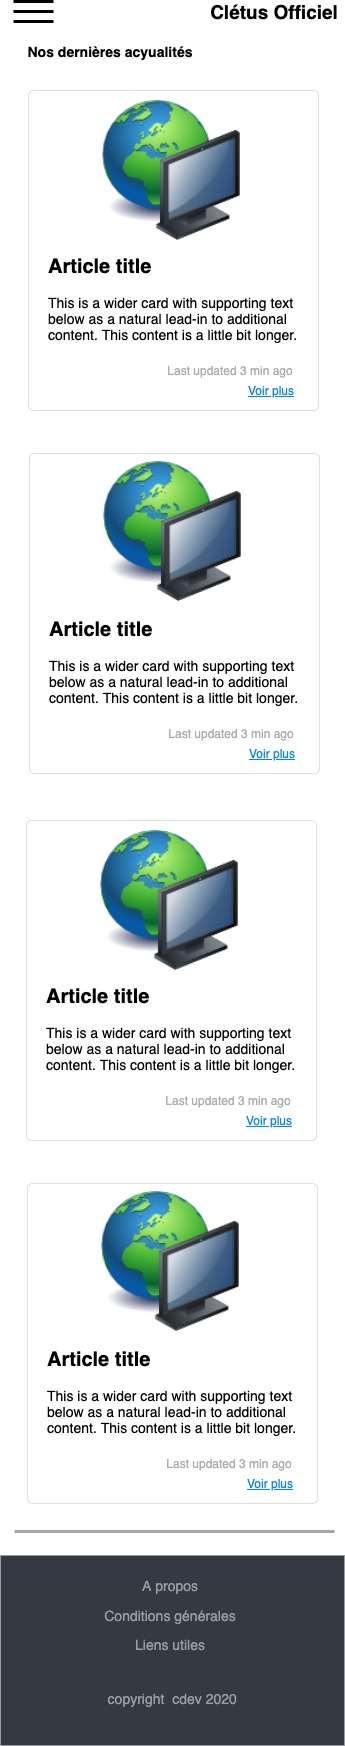 Clétus Officiel
Nos dernières acyualités
Article title
This is a wider card with supporting text
below as a natural lead-in to additional
content. This content is a little bit longer.
Last updated 3 min ago
Voir plus
Article title
This is a wider card with supporting text
below as a natural lead-in to additional
content. This content is a little bit longer.
Last updated 3 min ago
Voir plus
Article title
This is a wider card with supporting text
below as a natural lead-in to additional
content. This content is a little bit longer.
Last updated 3 min ago
Voir plus
Article title
This is a wider card with supporting text
below as a natural lead-in to additional
content. This content is a little bit longer.
Last updated 3 min ago
Voir plus
A propos
Conditions générales
Liens utiles
copyright  cdev 2020